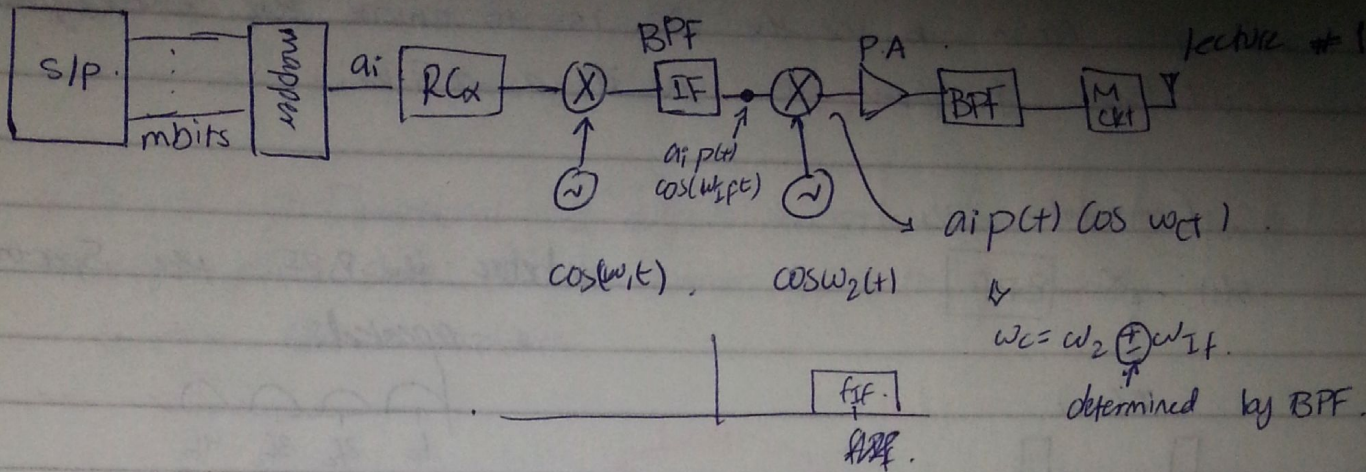 BPF
P.A.
lecture #
S/P.
mapper
ai
RCα
X
IF
X
BPF
M
ckt
mbits
ai p(t)
cos(ωIFt)
~
~
ai p(t) cos ωct)
cos(ω1t).
cosω2(t)
ωc = ω2 ± ωIf.
fIf.
determined by BPF.